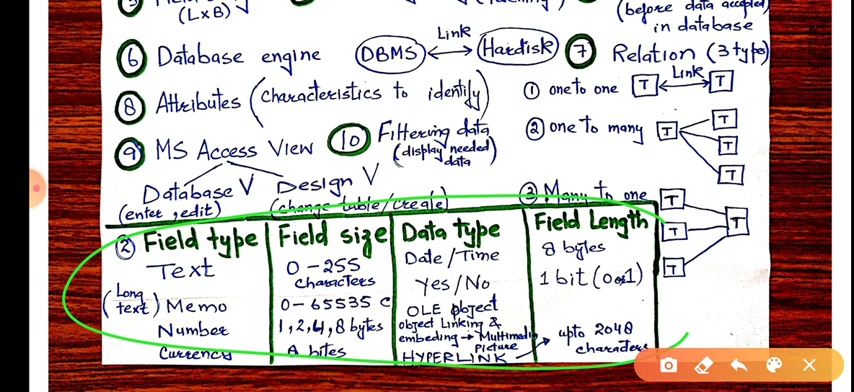 (LxB)
(before data accepted)
in database
⑥ Database engine DBMS Link Hardisk ⑦ Relation (3 type)
⑧ Attributes (characteristics to identify)
① one to one T Link T
⑨ MS Access View ⑩ Filtering data
(display needed
data)
② one to many T T T T
Database V Design V
(enter, edit) (change table/create)
③ Many to one T T T T
② Field type Field size Data type Field Length
Text 0-255 Date/Time 8 bytes
characters Yes/No 1 bit (0 or 1)
(Long
text) Memo 0-65535 c OLE object
Number 1,2,4,8 bytes object Linking &
embeding → Multimedia
Picture
Currency HYPERLINK → upto 2048
characters